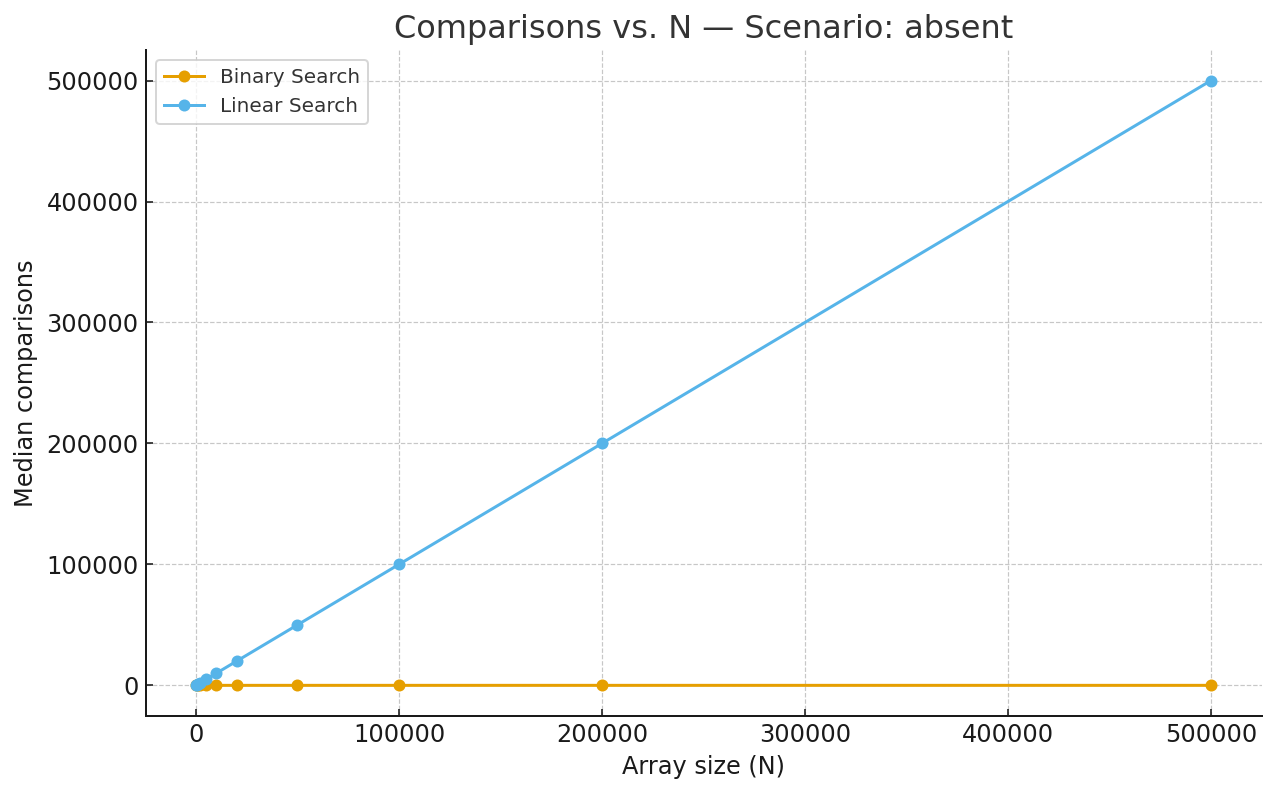 Comparisons vs. N — Scenario: absent
Binary Search
Linear Search
Median comparisons
500000
400000
300000
200000
100000
0
0 100000 200000 300000 400000 500000
Array size (N)